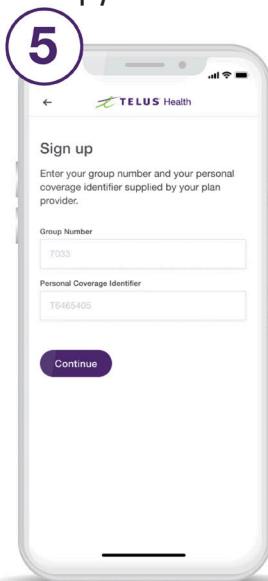 5
TELUS Health
Sign up
Enter your group number and your personal
coverage identifier supplied by your plan
provider.
Group Number
7033
Personal Coverage Identifier
T6465405
Continue